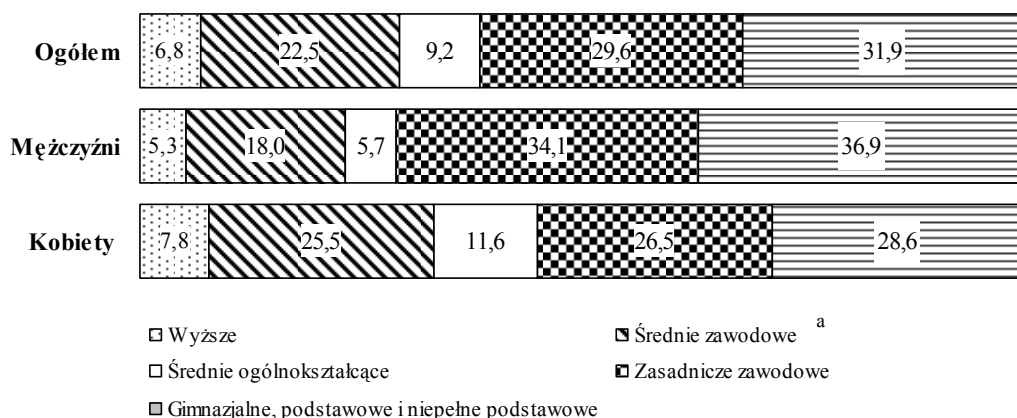 Ogółem 6,8 22,5 9,2 29,6 31,9
Mężczyźni 5,3 18,0 5,7 34,1 36,9
Kobiety 7,8 25,5 11,6 26,5 28,6
Wyższe Średnie zawodowe a
Średnie ogólnokształcące Zasadnicze zawodowe
Gimnazjalne, podstawowe i niepełne podstawowe